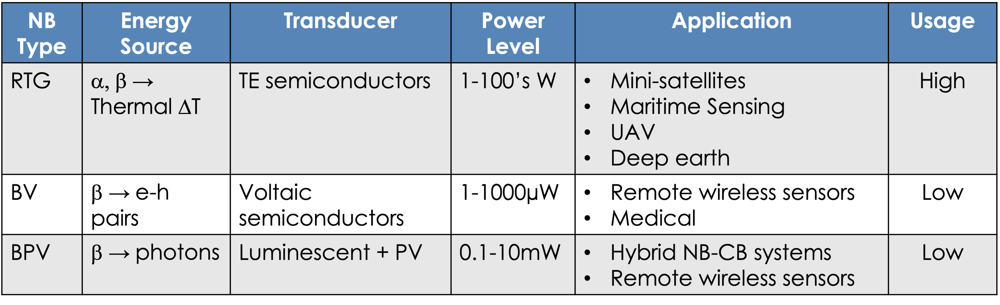 NB Type
Energy Source
Transducer
Power Level
Application
Usage
RTG
α, β →
Thermal ΔT
TE semiconductors
1-100's W
• Mini-satellites
• Maritime Sensing
• UAV
• Deep earth
High
BV
β → e-h
pairs
Voltaic
semiconductors
1-1000µW
• Remote wireless sensors
• Medical
Low
BPV
β → photons
Luminescent + PV
0.1-10mW
• Hybrid NB-CB systems
• Remote wireless sensors
Low